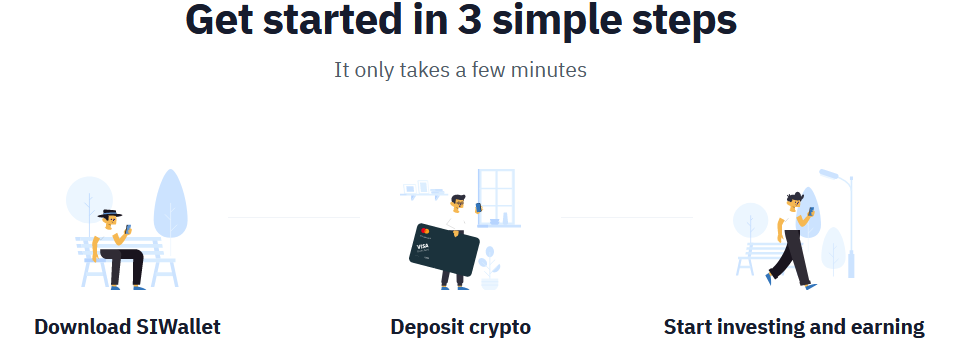 Get started in 3 simple steps
It only takes a few minutes
VISA
Download SIWallet
Deposit crypto
Start investing and earning